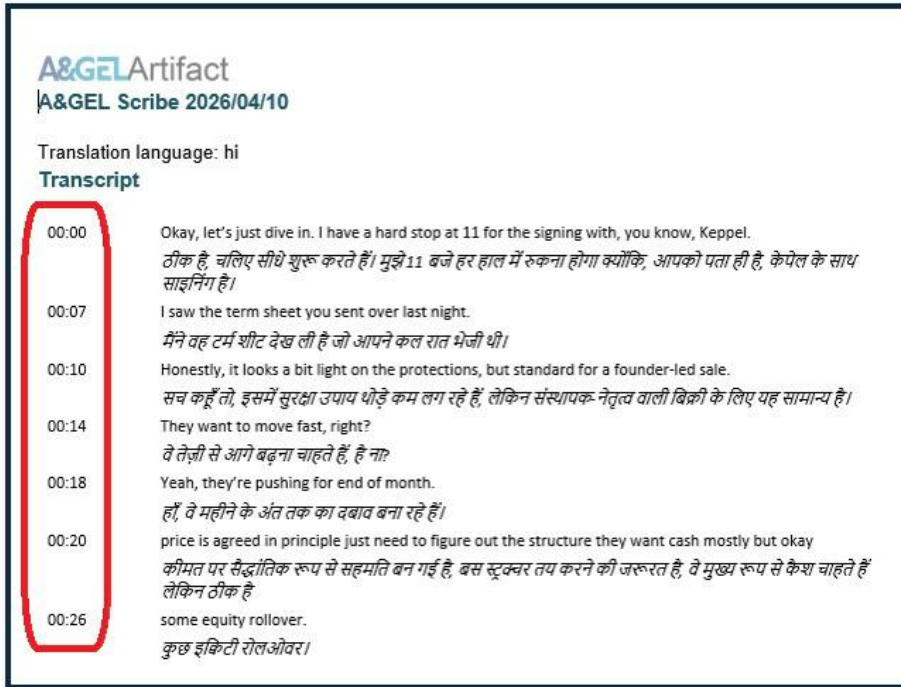 A&GELArtifact
A&GEL Scribe 2026/04/10
Translation language: hi
Transcript
00:00 Okay, let's just dive in. I have a hard stop at 11 for the signing with, you know, Keppel.
ठीक है, चलिए सीधे शुरू करते हैं। मुझे 11 बजे हर हाल में रुकना होगा क्योंकि, आपको पता ही है, केपेल के साथ
साइनिंग है।
00:07 I saw the term sheet you sent over last night.
मैंने वह टर्म शीट देख ली है जो आपने कल रात भेजी थी।
00:10 Honestly, it looks a bit light on the protections, but standard for a founder-led sale.
सच कहूँ तो, इसमें सुरक्षा उपाय थोड़े कम लग रहे हैं, लेकिन संस्थापक-नेतृत्व वाली बिक्री के लिए यह सामान्य है।
00:14 They want to move fast, right?
वे तेज़ी से आगे बढ़ना चाहते हैं, है ना?
00:18 Yeah, they're pushing for end of month.
हाँ, वे महीने के अंत तक का दबाव बना रहे हैं।
00:20 price is agreed in principle just need to figure out the structure they want cash mostly but okay
कीमत पर सैद्धांतिक रूप से सहमति बन गई है, बस स्ट्रक्चर तय करने की जरूरत है, वे मुख्य रूप से कैश चाहते हैं
लेकिन ठीक है
00:26 some equity rollover.
कुछ इक्विटी रोलओवर।